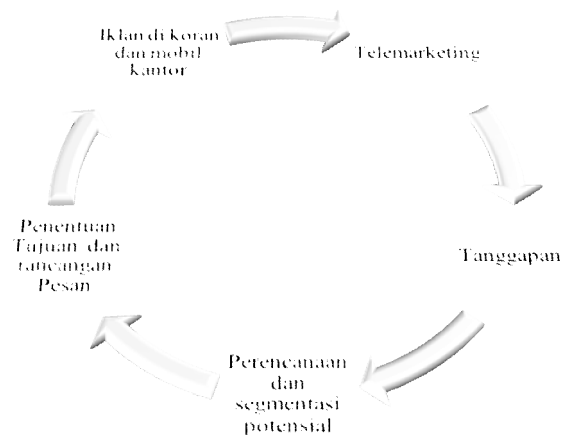 Iklan di koran
dan mobil
kantor
Telemarketing
Tanggapan
Perencanaan
dan
segmentasi
potensial
Penentuan
Tujuan dan
rancangan
Pesan